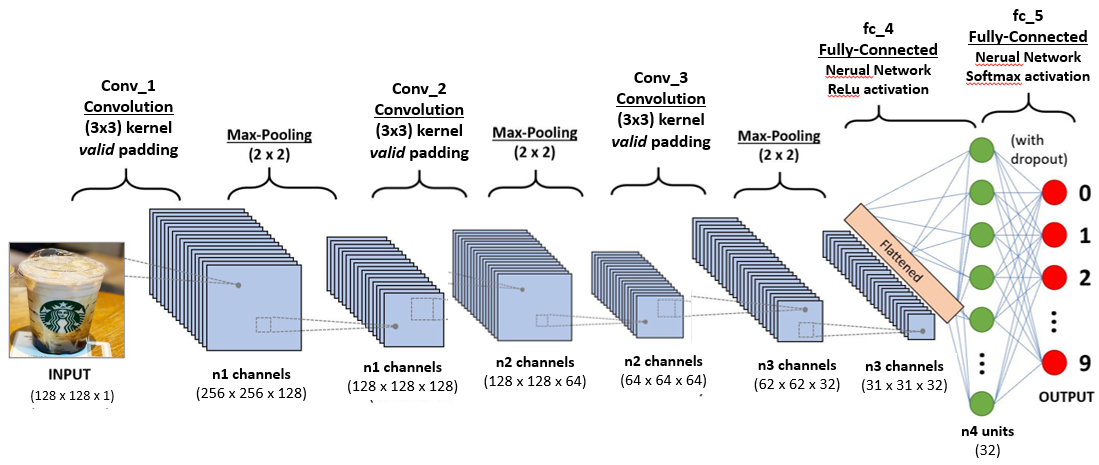 Conv_1
Convolution
(3x3) kernel
valid padding
Max-Pooling
(2 x 2)
Conv_2
Convolution
(3x3) kernel
valid padding
Max-Pooling
(2 x 2)
Conv_3
Convolution
(3x3) kernel
valid padding
Max-Pooling
(2 x 2)
fc_4
Fully-Connected
Nerual Network
ReLu activation
fc_5
Fully-Connected
Nerual Network
Softmax activation
(with
dropout)
INPUT
(128 x 128 x 1)
n1 channels
(256 x 256 x 128)
n1 channels
(128 x 128 x 128)
n2 channels
(128 x 128 x 64)
n2 channels
(64 x 64 x 64)
n3 channels
(62 x 62 x 32)
n3 channels
(31 x 31 x 32)
Flattened
n4 units
(32)
0
1
2
9
OUTPUT